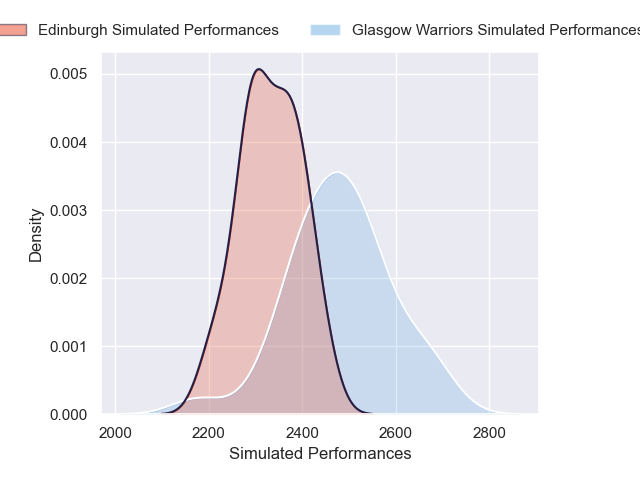 Edinburgh Simulated Performances Glasgow Warriors Simulated Performances
0.005
0.004
0.003
0.002
0.001
0.000
Density
2000 2200 2400 2600 2800
Simulated Performances